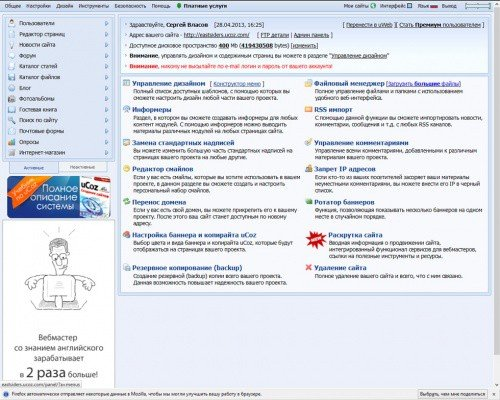 Общее Настройки Дизайн Инструменты Безопасность Помощь Платные услуги Мои сайты Интерфейс Язык Выход
Пользователи
Редактор страниц
Новости сайта
Форум
Каталог статей
Каталог файлов
Блог
Фотоальбомы
Гостевая книга
Поиск по сайту
Почтовые формы
Опросы
Интернет-магазин
Активные Неактивные
Полное
описание
системы
uCoz
Вебмастер
со знанием английского
зарабатывает
в 2 раза больше!
eastsiders.ucoz.com/panel/?a=menus
Здравствуйте, Сергей Власов [28.04.2013, 16:25] [Перенести в uWeb] [Стать Премиум пользователем]
Адрес вашего сайта - http://eastsiders.ucoz.com/ [FTP детали] [Админ панель]
Доступное дисковое пространство 400 Мб (419430508 bytes) [изменить]
Внимание, управлять дизайном и содержимым страниц вы можете в разделе "Управление дизайном"
Внимание, никому не высылайте по e-mail логин и пароль от вашего аккаунта!
Управление дизайном [ Конструктор меню ]
Полный список доступных шаблонов, с помощью которых вы
сможете настроить дизайн любой части вашего проекта.
Информеры
Раздел, в котором вы сможете создавать информеры для любых
контент модулей. С помощью информеров можно выводить
материалы различных модулей на любых страницах сайта.
Замена стандартных надписей
Вы можете изменить большую часть стандартных надписей на
страницах вашего проекта на любые другие.
Редактор смайлов
Если у вас есть смайлы, которые вы хотите использовать в вашем
проекте, в данном разделе вы сможете создать и настроить
персональный набор смайлов.
Перенос домена
Если у вас есть свой домен, вы можете прикрепить его к вашему
проекту. После этого ваш сайт станет доступным по новому
адресу.
Настройка баннера и копирайта uCoz
Выбор цвета и вида баннера и копирайта uCoz, которые будут
отображаться на страницах вашего проекта.
Резервное копирование (backup)
Создание резервной (backup) копии всего вашего проекта.
Данная возможность повышает надежность вашего проекта.
Файловый менеджер [Загрузить большие файлы]
Полное управление файлами и папками с использованием
удобного веб-интерфейса.
RSS импорт
С помощью данной функции вы сможете импортировать новости,
комментарии, сообщения и т.д. с любых RSS каналов.
Управление комментариями
Управление всеми комментариями, добавленными к различным
материалам вашего проекта.
Запрет IP адресов
Если кто-то из ваших посетителей засоряет ваши материалы
неуместными комментариями, вы можете внести его IP в черный
список.
Ротатор баннеров
Функция, позволяющая показывать несколько баннеров на одном
месте в случайном порядке.
Раскрутка сайта
Вводная информация о продвижении сайта,
интегрированный функционал сервисов для вебмастеров,
ссылки на полезные инструменты и ресурсы.
Удаление сайта
Полное удаление вашего сайта и всего, что с ним связано.
Firefox автоматически отправляет некоторые данные в Mozilla, чтобы мы могли улучшить вашу работу в браузере. Выбрать, чем мне поделиться